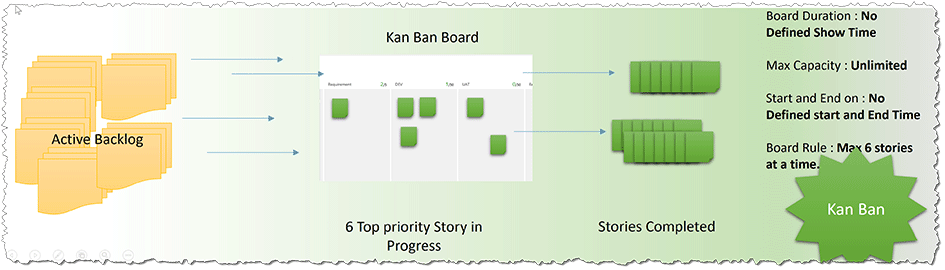 Kan Ban Board
Active Backlog
Requirement
DEV
UAT
6 Top priority Story in
Progress
Stories Completed
Board Duration : No
Defined Show Time
Max Capacity : Unlimited
Start and End on : No
Defined start and End Time
Board Rule : Max 6 stories
at a time.
Kan Ban